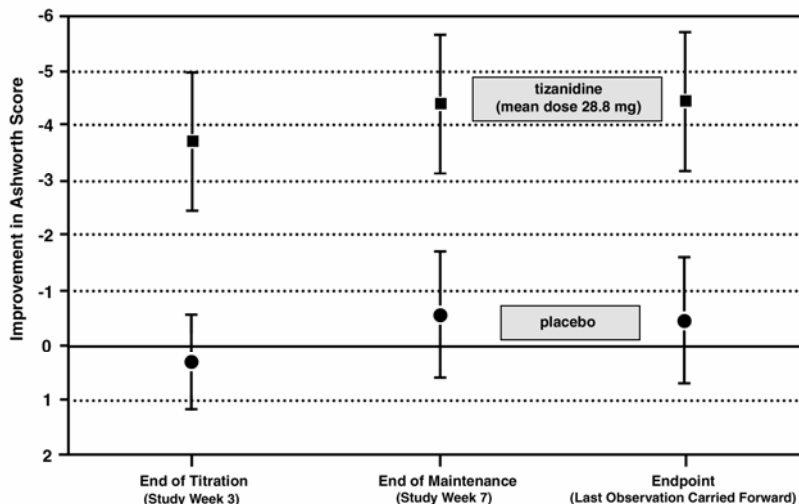 Improvement in Ashworth Score
-6
-5
-4
-3
-2
-1
0
1
2
tizanidine
(mean dose 28.8 mg)
placebo
End of Titration
(Study Week 3)
End of Maintenance
(Study Week 7)
Endpoint
(Last Observation Carried Forward)